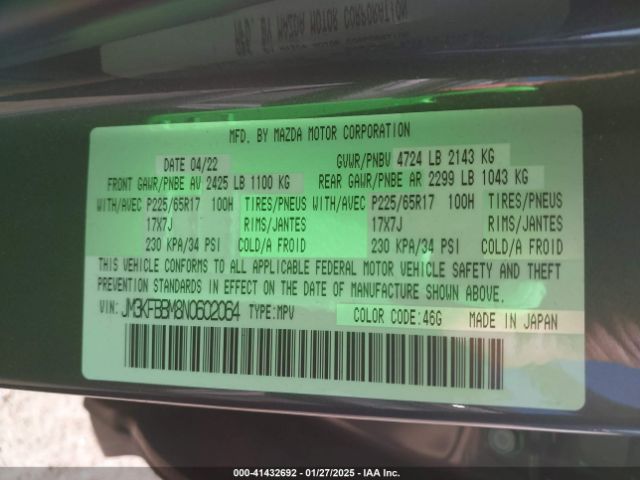 MFD. BY MAZDA MOTOR CORPORATION
DATE 04/22 GVWR/PNBV 4724 LB 2143 KG
FRONT GAWR/PNBE AV 2425 LB 1100 KG REAR GAWR/PNBE AR 2299 LB 1043 KG
WITH/AVEC P225/65R17 100H TIRES/PNEUS WITH/AVEC P225/65R17 100H TIRES/PNEUS
17X7J RIMS/JANTES 17X7J RIMS/JANTES
230 KPA/34 PSI COLD/A FROID 230 KPA/34 PSI COLD/A FROID
THIS VEHICLE CONFORMS TO ALL APPLICABLE FEDERAL MOTOR VEHICLE SAFETY AND THEFT
PREVENTION STANDARDS IN EFFECT ON THE DATE OF MANUFACTURE SHOWN ABOVE.
VIN: JM3KFBBM8N0602064 TYPE:MPV COLOR CODE:46G MADE IN JAPAN
000-41432692 - 01/27/2025 - IAA Inc.